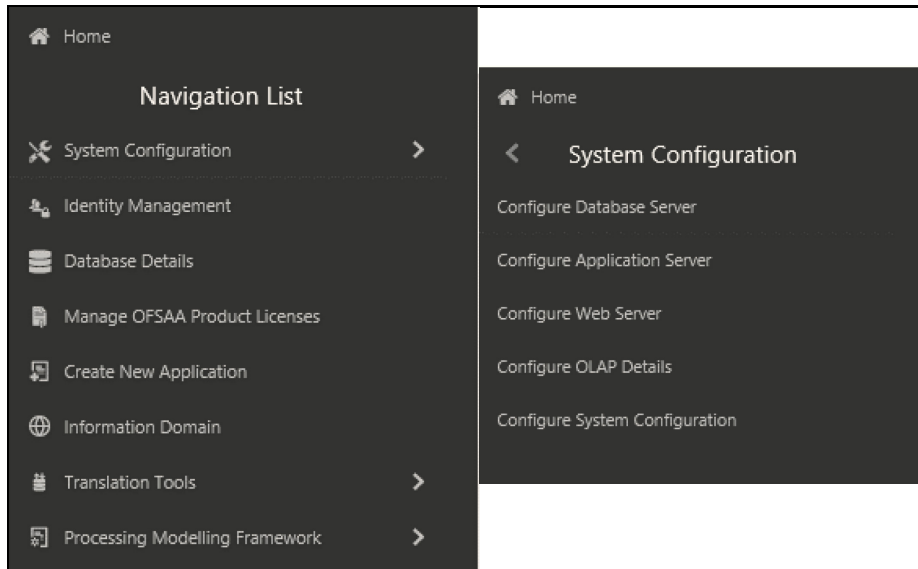 Home
Navigation List
System Configuration
Identity Management
Database Details
Manage OFSAA Product Licenses
Create New Application
Information Domain
Translation Tools
Processing Modelling Framework
Home
System Configuration
Configure Database Server
Configure Application Server
Configure Web Server
Configure OLAP Details
Configure System Configuration